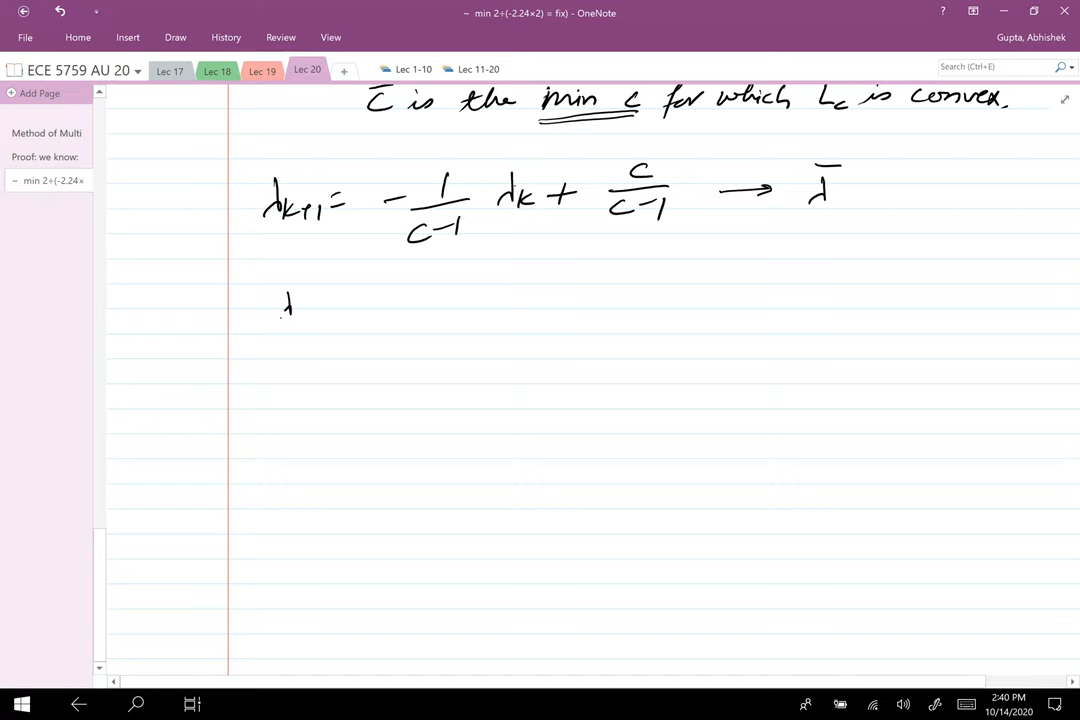 ~ min 2÷(-2.24×2) = fix) - OneNote
File Home Insert Draw History Review View
Gupta, Abhishek
ECE 5759 AU 20
Lec 17 Lec 18 Lec 19 Lec 20
Lec 1-10 Lec 11-20
Search (Ctrl+E)
Add Page
Method of Multi
Proof: we know:
~ min 2÷(-2.24×
C̄ is the min c for which L_c is convex.
λ_{k+1} = - 1/(c-1) λ_k + c/(c-1) → λ̄
λ
2:40 PM
10/14/2020